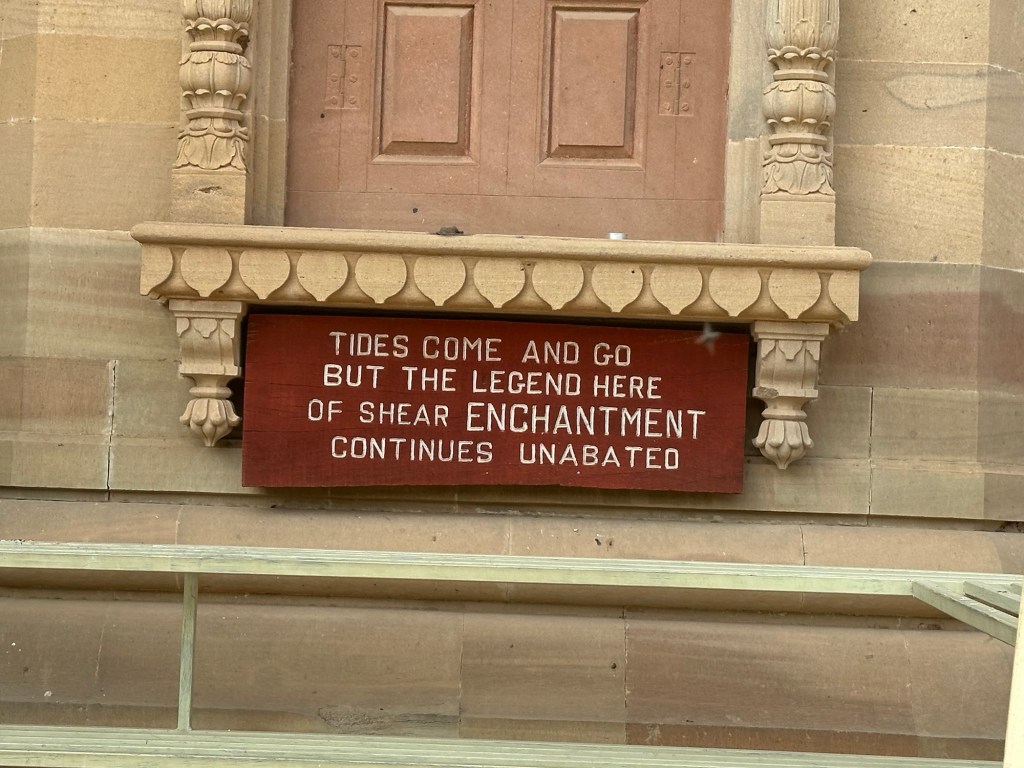 TIDES COME AND GO
BUT THE LEGEND HERE
OF SHEAR ENCHANTMENT
CONTINUES UNABATED